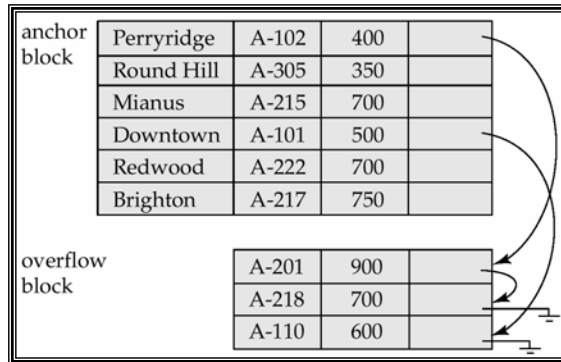 anchor block
Perryridge A-102 400
Round Hill A-305 350
Mianus A-215 700
Downtown A-101 500
Redwood A-222 700
Brighton A-217 750
overflow block
A-201 900
A-218 700
A-110 600